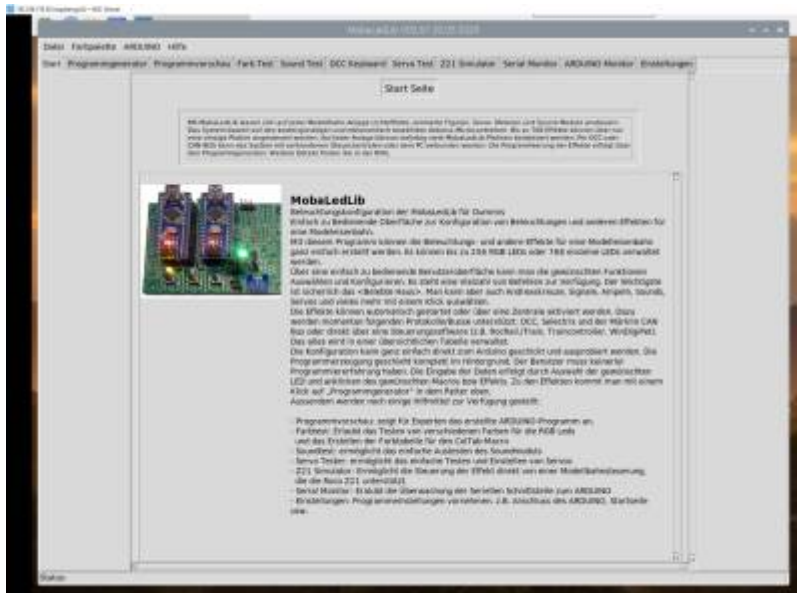 Datei Farbpalette ARDUINO Hilfe
Start Programmgenerator Programmvorschau Farb Test Sound Test DCC Keyboard Servo Test Z21 Simulator Serial Monitor ARDUINO Monitor Einstellungen
Start Seite
MobaLedLib
Beleuchtungskonfiguration der MobaLedLib für Dummys
Einfach zu Bedienende Oberfläche zur Konfiguration von Beleuchtungen und anderen Effekten für
eine Modelleisenbahn.
Mit diesem Programm können die Beleuchtungs- und andere Effekte für eine Modelleisenbahn
ganz einfach erstellt werden. Es können bis zu 256 RGB LEDs oder 768 einzelne LEDs verwaltet
werden.
Über eine einfach zu bedienende Benutzeroberfläche kann man die gewünschten Funktionen
Auswählen und Konfigurieren. Es steht eine Vielzahl von Befehlen zur Verfügung. Der Wichtigste
ist sicherlich das <Belebte Haus>. Man kann aber auch Andreaskreuze, Signale, Ampeln, Sounds,
Servos und vieles mehr mit einem Klick auswählen.
Die Effekte können automatisch gestartet oder über eine Zentrale aktiviert werden. Dazu
werden momentan folgenden Protokolle/Busse unterstützt: DCC, Selectrix und der Märklin CAN
Bus oder direkt über eine Steuerungssoftware (z.B. Rocrail/iTrain, Traincontroller, WinDigiPet).
Das alles wird in einer übersichtlichen Tabelle verwaltet.
Die Konfiguration kann ganz einfach direkt zum Arduino geschickt und ausprobiert werden. Die
Programmerzeugung geschieht komplett im Hintergrund. Der Benutzer muss keinerlei
Programmiererfahrung haben. Die Eingabe der Daten erfolgt durch Auswahl der gewünschten
LED und anklicken des gewünschten Macros bzw Effekts. Zu den Effekten kommt man mit einem
Klick auf „Programmgenerator" in dem Reiter oben.
Ausserdem werden noch einige Hilfsmittel zur Verfügung gestellt:
- Programmvorschau: zeigt für Experten das erstellte ARDUINO-Programm an.
- Farbtest: Erlaubt das Testen von verschiedenen Farben für die RGB Leds
und das Erstellen der Farbtabelle für den ColTab-Macro
- Soundtest: ermöglicht das einfache Austesten des Soundmoduls
- Servo Tester: ermöglicht das einfache Testen und Einstellen von Servos
- Z21 Simulator: Ermöglicht die Steuerung der Effekt direkt von einer Modellbahnsteuerung,
die die Roco Z21 unterstützt
- Serial Monitor: Erlaubt die Überwachung der Seriellen Schnittstelle zum ARDUINO
- Einstellungen: Programmeinstellungen vornehmen, z.B. Anschluss des ARDUINO, Startseite
usw.
Status: